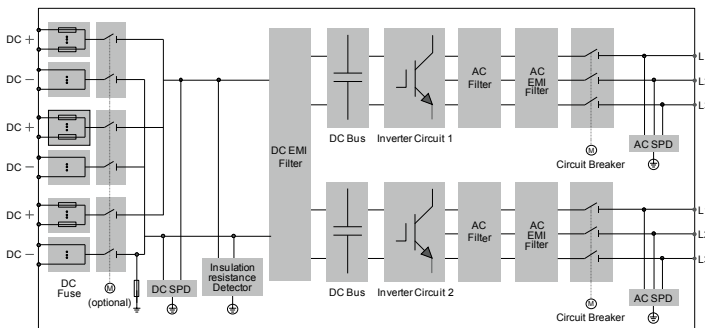 DC +
DC −
DC +
DC −
DC +
DC −
DC
Fuse
M
(optional)
DC SPD
Insulation
resistance
Detector
DC EMI
Filter
DC Bus
Inverter Circuit 1
AC
Filter
AC
EMI
Filter
M
Circuit Breaker
AC SPD
L
L
L
DC Bus
Inverter Circuit 2
AC
Filter
AC
EMI
Filter
M
Circuit Breaker
AC SPD
L
L
L